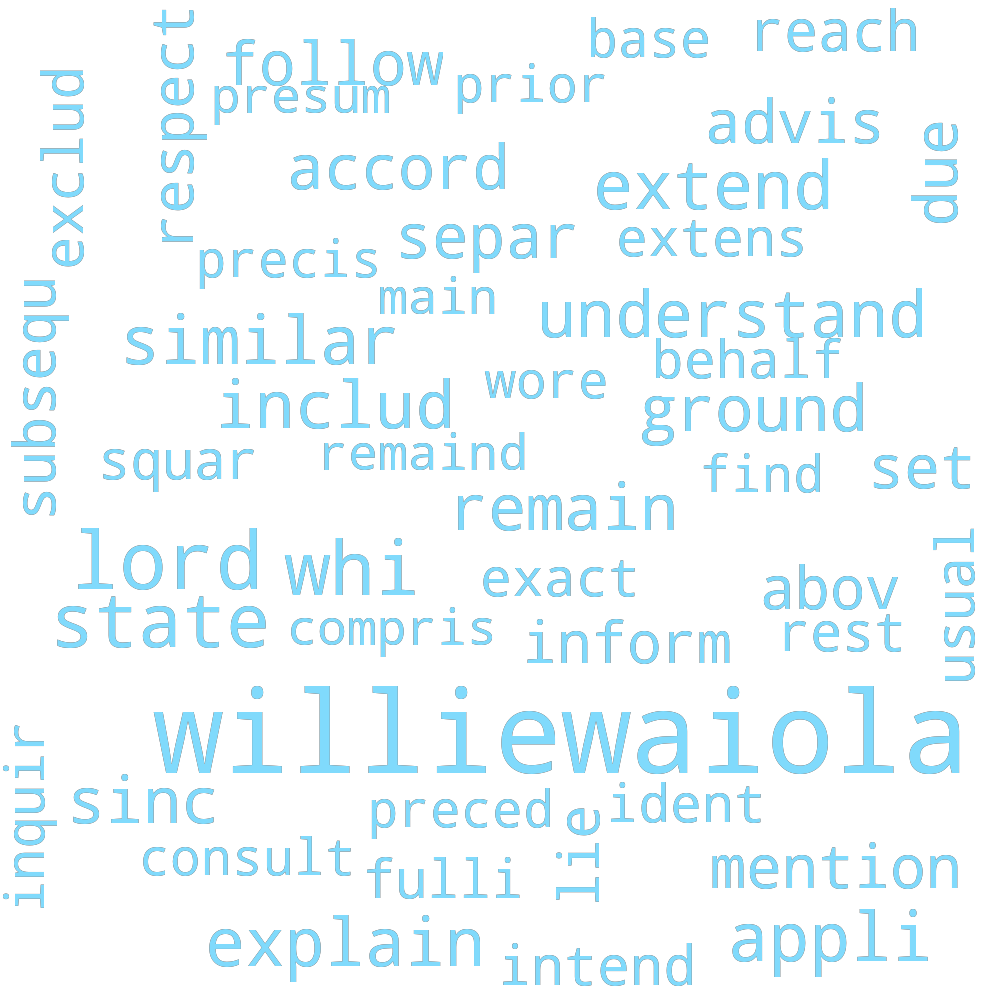 reach
base
respect
follow
prior
presum
exclud
advis
due
accord
extend
separ
extens
precis
main
understand
subsequ
similar
behalf
wore
includ
ground
squar
remaind
find
set
remain
lord
whi
exact
abov
usual
state
compris
inform
rest
williewaiola
inquir
sinc
preced
lie
ident
consult
fulli
mention
explain
intend
appli